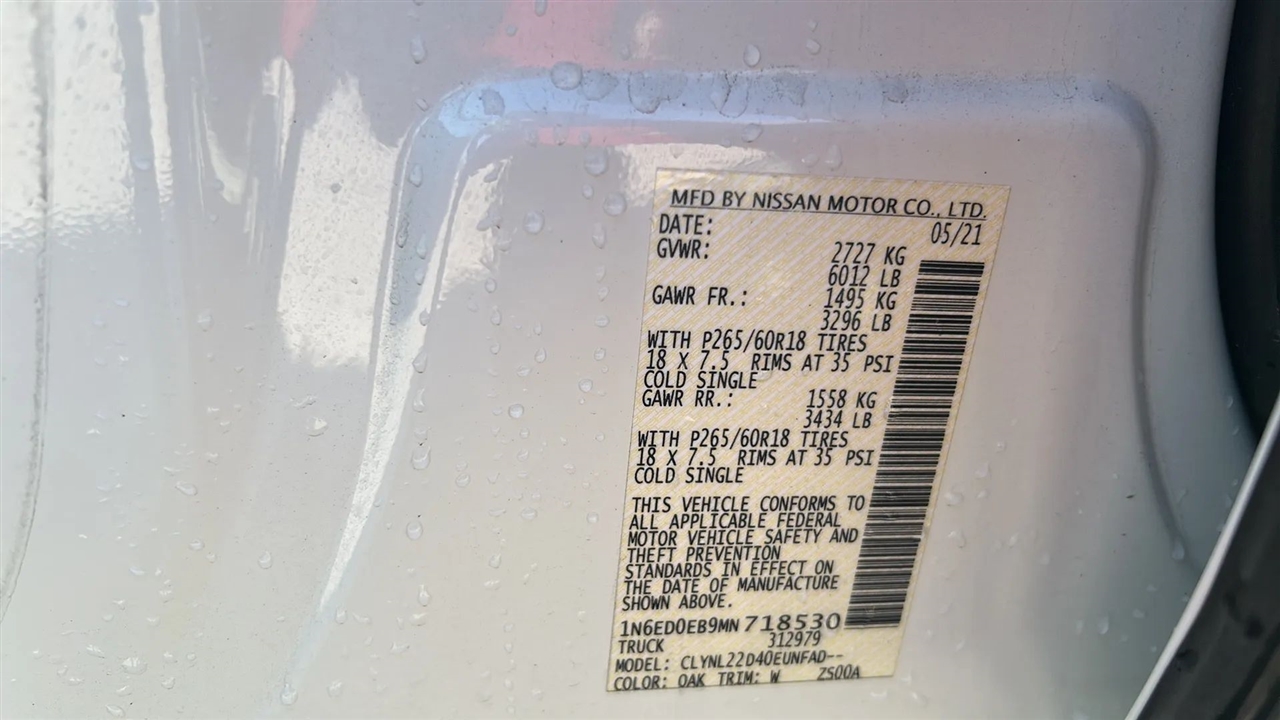 MFD BY NISSAN MOTOR CO., LTD.
DATE: 05/21
GVWR: 2727 KG
6012 LB
GAWR FR.: 1495 KG
3296 LB
WITH P265/60R18 TIRES
18 X 7.5 RIMS AT 35 PSI
COLD SINGLE
GAWR RR.: 1558 KG
3434 LB
WITH P265/60R18 TIRES
18 X 7.5 RIMS AT 35 PSI
COLD SINGLE
THIS VEHICLE CONFORMS TO
ALL APPLICABLE FEDERAL
MOTOR VEHICLE SAFETY AND
THEFT PREVENTION
STANDARDS IN EFFECT ON
THE DATE OF MANUFACTURE
SHOWN ABOVE.
1N6ED0EB9MN 718530
TRUCK 312979
MODEL: CLYNL22D40EUNFAD--
COLOR: QAK TRIM: W ZS00A